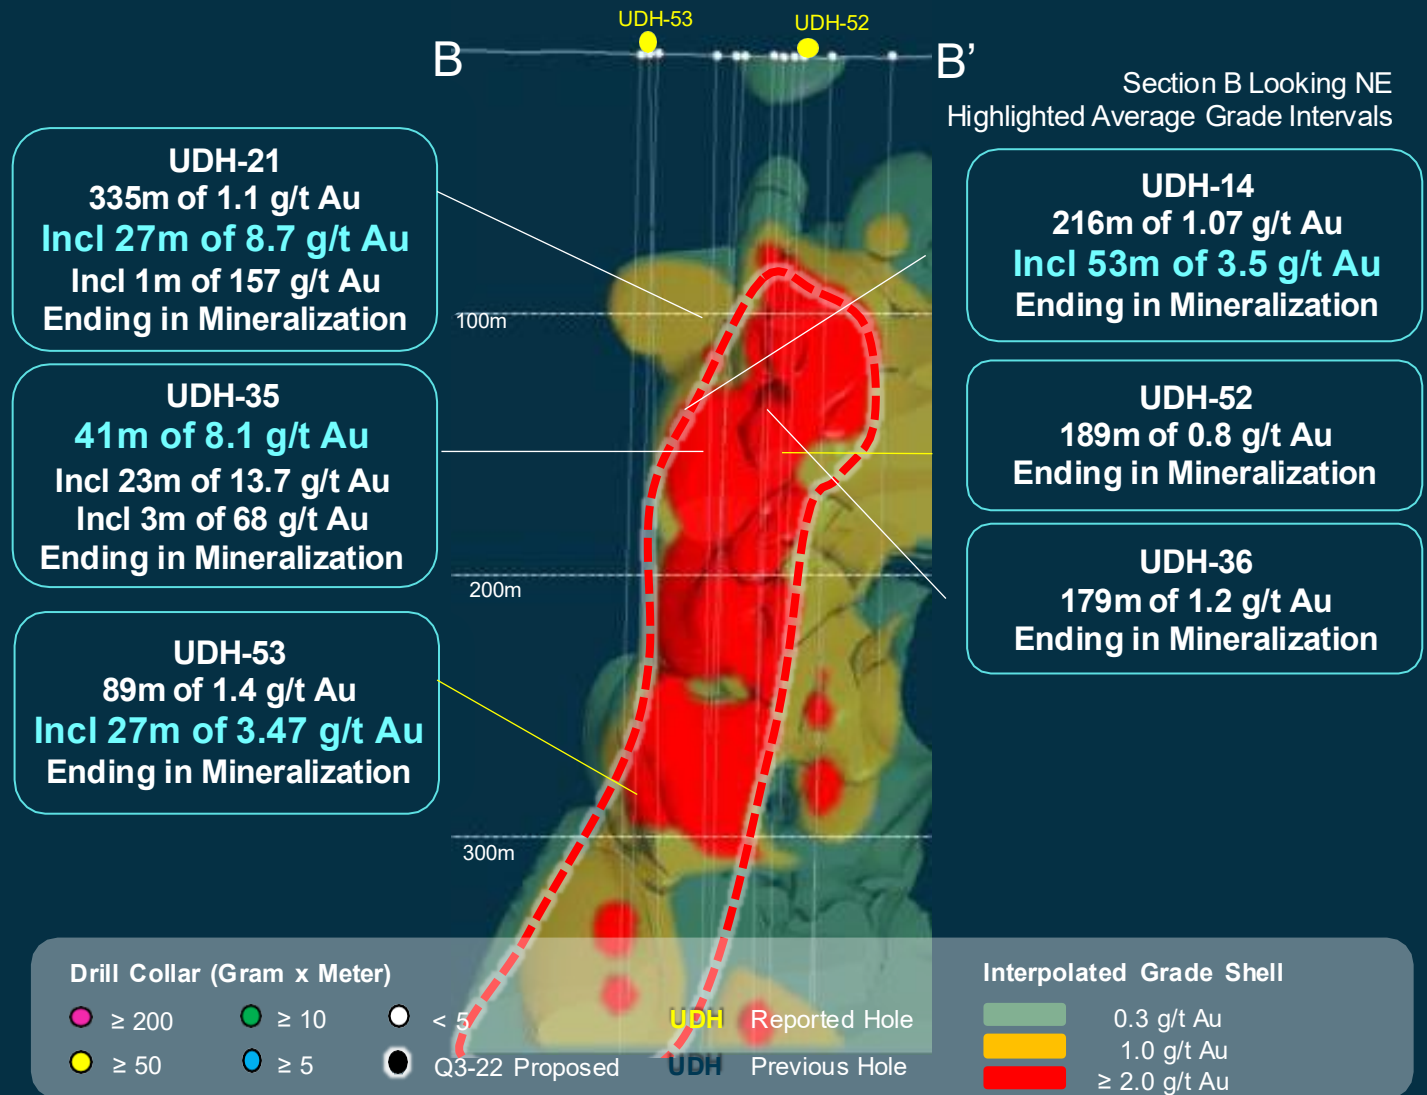 UDH-53
UDH-52
B
B’
Section B Looking NE
Highlighted Average Grade Intervals
UDH-21
335m of 1.1 g/t Au
Incl 27m of 8.7 g/t Au
Incl 1m of 157 g/t Au
Ending in Mineralization
UDH-35
41m of 8.1 g/t Au
Incl 23m of 13.7 g/t Au
Incl 3m of 68 g/t Au
Ending in Mineralization
UDH-53
89m of 1.4 g/t Au
Incl 27m of 3.47 g/t Au
Ending in Mineralization
100m
200m
300m
UDH-14
216m of 1.07 g/t Au
Incl 53m of 3.5 g/t Au
Ending in Mineralization
UDH-52
189m of 0.8 g/t Au
Ending in Mineralization
UDH-36
179m of 1.2 g/t Au
Ending in Mineralization
Drill Collar (Gram x Meter)
≥ 200
≥ 10
< 5
≥ 50
≥ 5
Q3-22 Proposed
UDH Reported Hole
UDH Previous Hole
Interpolated Grade Shell
0.3 g/t Au
1.0 g/t Au
≥ 2.0 g/t Au